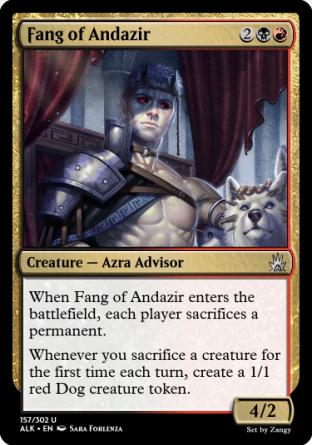 Fang of Andazir
2
Creature — Azra Advisor
When Fang of Andazir enters the
battlefield, each player sacrifices a
permanent.
Whenever you sacrifice a creature for
the first time each turn, create a 1/1
red Dog creature token.
4/2
157/302 U
ALK • EN Sara Forlenza
Set by Zangy